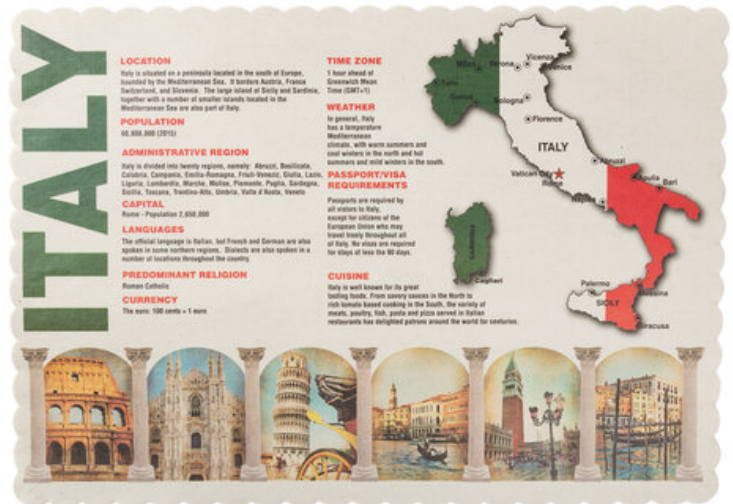 ITALY
LOCATION
Italy is situated on a peninsula located in the south of Europe,
bounded by the Mediterranean Sea. It borders Austria, France
Switzerland, and Slovenia. The large island of Sicily and Sardinia,
together with a number of smaller islands located in the
Mediterranean Sea are also part of Italy.
POPULATION
60,800,000 (2015)
ADMINISTRATIVE REGION
Italy is divided into twenty regions, namely: Abruzzi, Basilicata,
Calabria, Campania, Emilia-Romagna, Friuli-Venezie, Giulia, Lazio,
Liguria, Lombardia, Marche, Molise, Piemonte, Puglia, Sardegna,
Sicilia, Toscana, Trentino-Alto, Umbria, Valle d'Aosta, Veneto
CAPITAL
Rome - Population 2,650,000
LANGUAGES
The official language is Italian, but French and German are also
spoken in some northern regions. Dialects are also spoken in a
number of locations throughout the country.
PREDOMINANT RELIGION
Roman Catholic
CURRENCY
The euro: 100 cents = 1 euro
TIME ZONE
1 hour ahead of
Greenwich Mean
Time (GMT+1)
WEATHER
In general, Italy
has a temperature
Mediterranean
climate, with warm summers and
cool winters in the north and hot
summers and mild winters in the south.
PASSPORT/VISA
REQUIREMENTS
Passports are required by
all visitors to Italy,
except for citizens of the
European Union who may
travel freely throughout all
of Italy. No visas are required
for stays of less the 90 days.
CUISINE
Italy is well known for its great
tasting foods. From savory sauces in the North to
rich tomato based cooking in the South, the variety of
meats, poultry, fish, pasta and pizza served in Italian
restaurants has delighted patrons around the world for centuries.
Milan
Verona
Vicenza
Venice
Turin
Genoa
Bologna
Florence
ITALY
Abruzzi
Vatican City
Rome
Apulia
Bari
Naples
SARDINIA
Cagliari
Palermo
Messina
SICILY
Siracusa